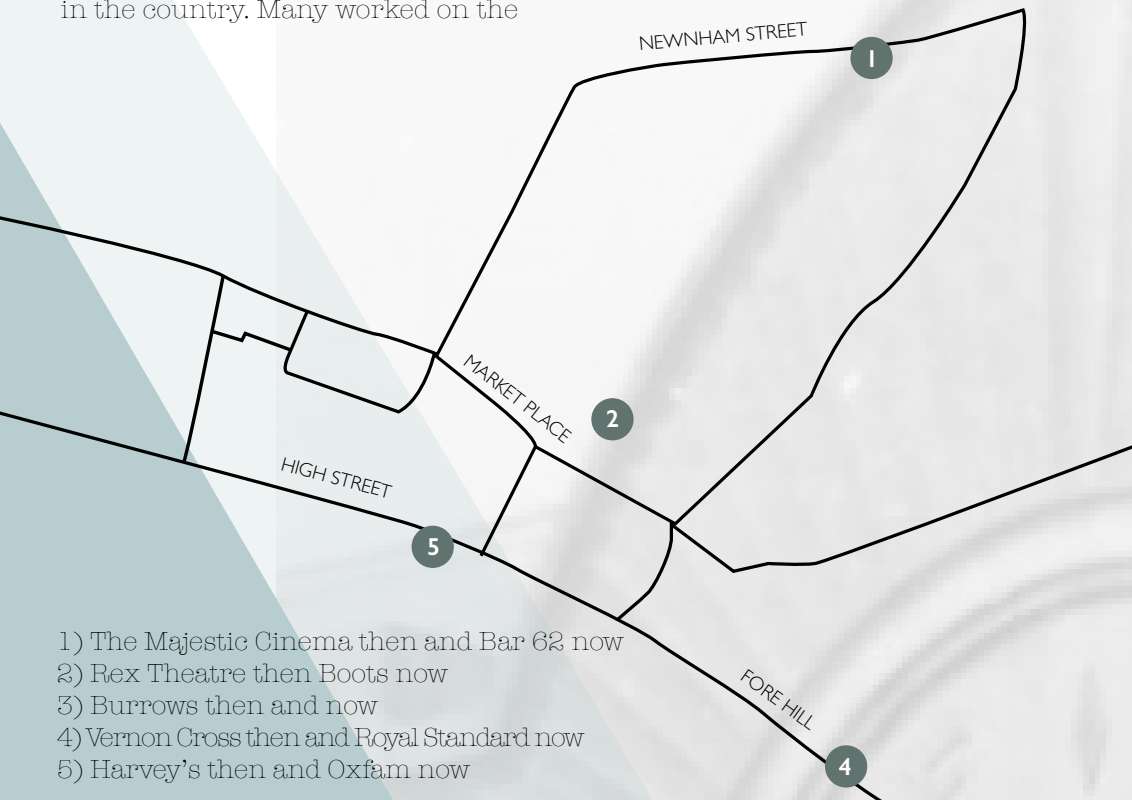 in the country. Many worked on the
NEWNHAM STREET
1
MARKET PLACE
2
HIGH STREET
5
1) The Majestic Cinema then and Bar 62 now
2) Rex Theatre then Boots now
3) Burrows then and now
4) Vernon Cross then and Royal Standard now
5) Harvey's then and Oxfam now
FORE HILL
4